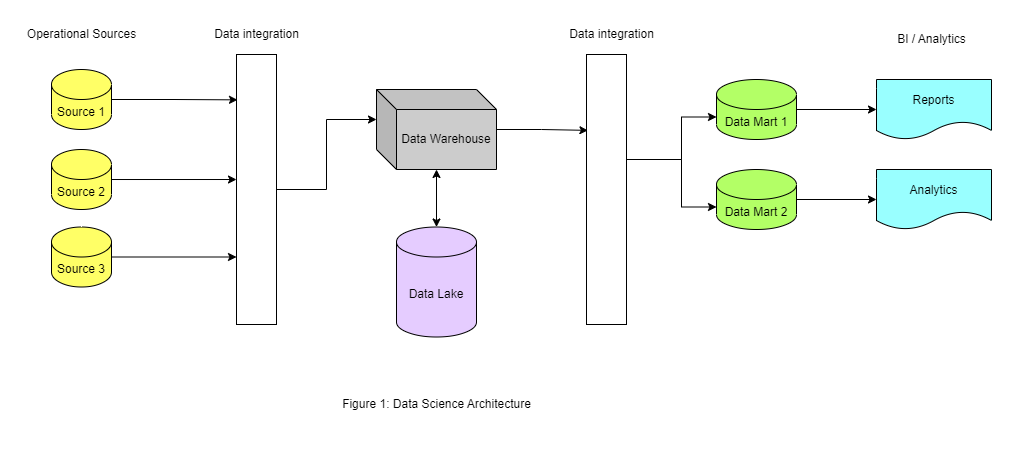 Operational Sources
Data integration
Data integration
BI / Analytics
Source 1
Source 2
Source 3
Data Warehouse
Data Lake
Data Mart 1
Data Mart 2
Reports
Analytics
Figure 1: Data Science Architecture